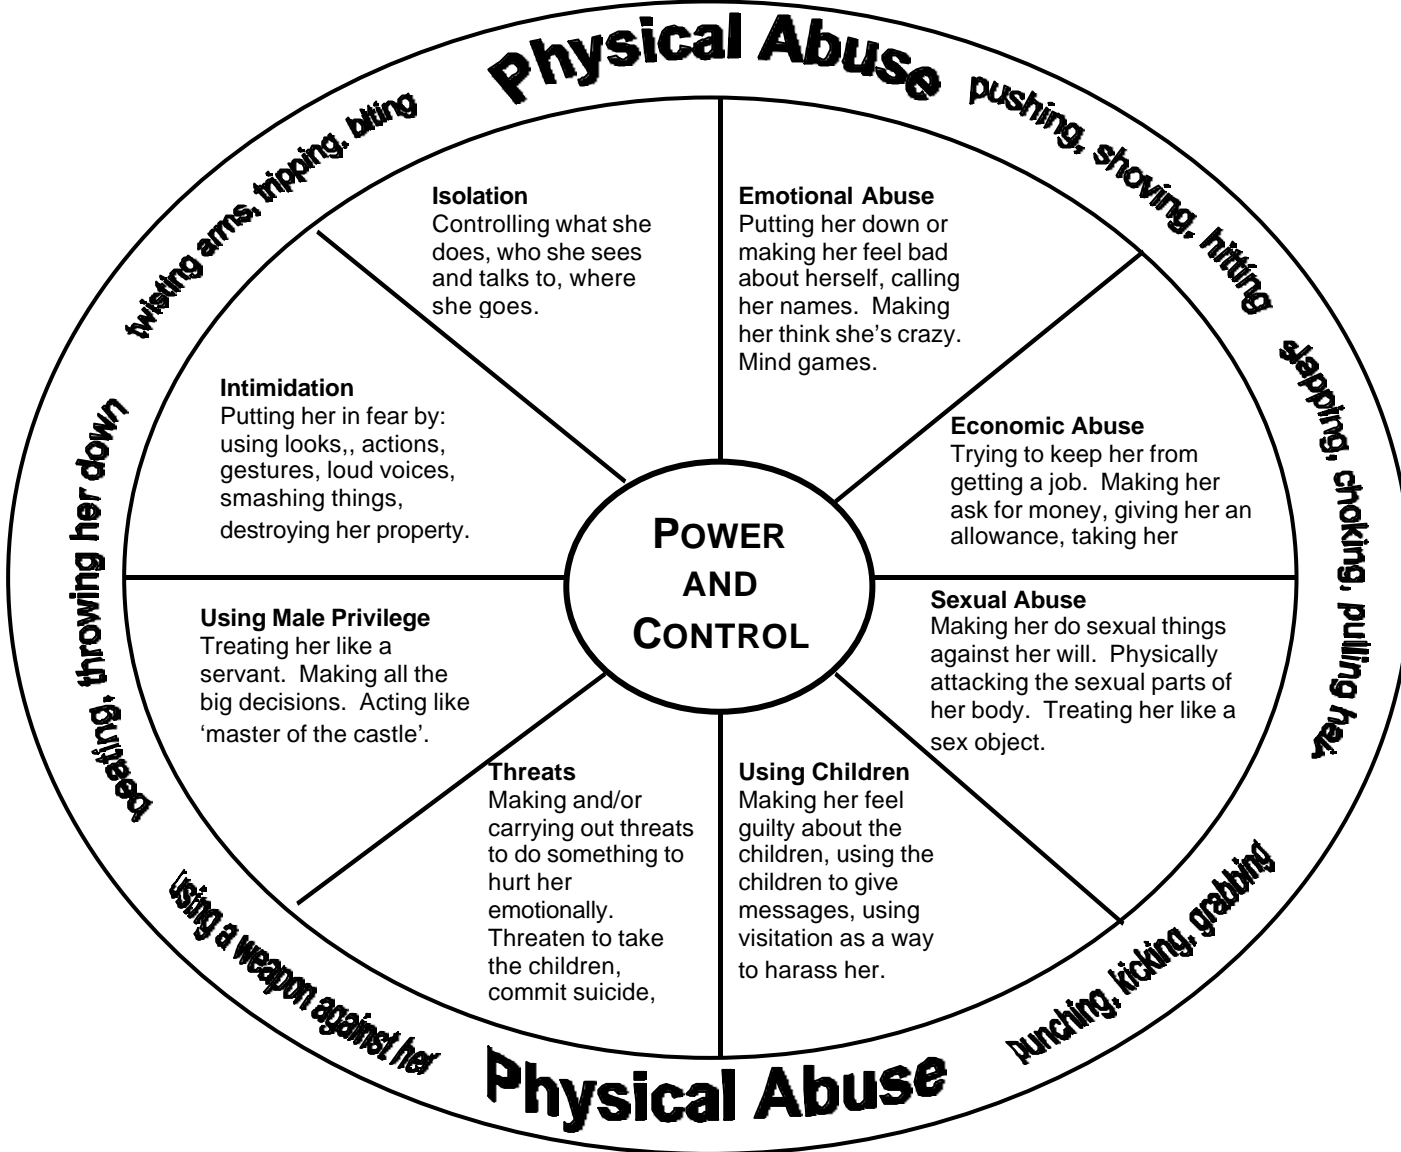 Physical Abuse
pushing, shoving, hitting
slapping, choking, pulling hair
punching, kicking, grabbing
Physical Abuse
using a weapon against her
beating, throwing her down
twisting arms, tripping, biting
Isolation
Controlling what she
does, who she sees
and talks to, where
she goes.
Emotional Abuse
Putting her down or
making her feel bad
about herself, calling
her names. Making
her think she's crazy.
Mind games.
Intimidation
Putting her in fear by:
using looks,, actions,
gestures, loud voices,
smashing things,
destroying her property.
Economic Abuse
Trying to keep her from
getting a job. Making her
ask for money, giving her an
allowance, taking her
POWER
AND
CONTROL
Using Male Privilege
Treating her like a
servant. Making all the
big decisions. Acting like
‘master of the castle’.
Sexual Abuse
Making her do sexual things
against her will. Physically
attacking the sexual parts of
her body. Treating her like a
sex object.
Threats
Making and/or
carrying out threats
to do something to
hurt her
emotionally.
Threaten to take
the children,
commit suicide,
Using Children
Making her feel
guilty about the
children, using the
children to give
messages, using
visitation as a way
to harass her.